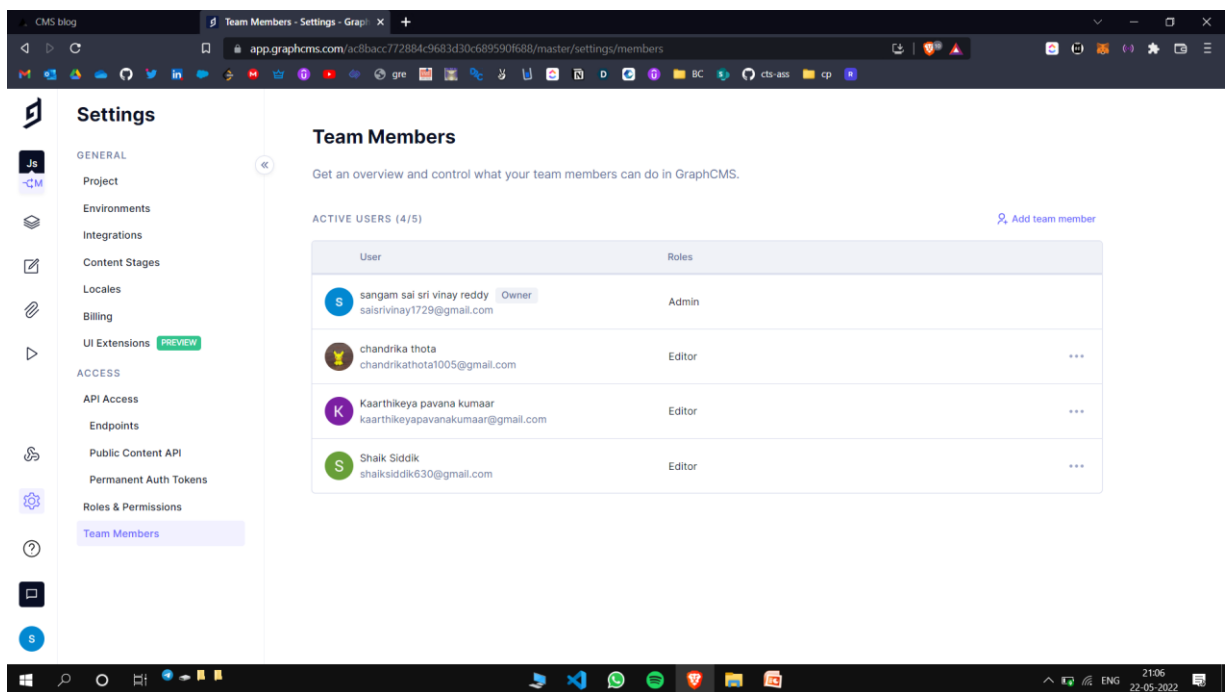 CMS blog
Team Members - Settings - Graph
app.graphcms.com/ac8bacc772884c9683d30c689590f688/master/settings/members
gre
BC
cts-ass
cp
Settings
GENERAL
Project
Environments
Integrations
Content Stages
Locales
Billing
UI Extensions PREVIEW
ACCESS
API Access
Endpoints
Public Content API
Permanent Auth Tokens
Roles & Permissions
Team Members
Js
M
S
Team Members
Get an overview and control what your team members can do in GraphCMS.
ACTIVE USERS (4/5)
Add team member
User Roles
S
sangam sai sri vinay reddy Owner
saisrivinay1729@gmail.com
Admin
chandrika thota
chandrikathota1005@gmail.com
Editor
K
Kaarthikeya pavana kumaar
kaarthikeyapavanakumaar@gmail.com
Editor
S
Shaik Siddik
shaiksiddik630@gmail.com
Editor
ENG
21:06
22-05-2022